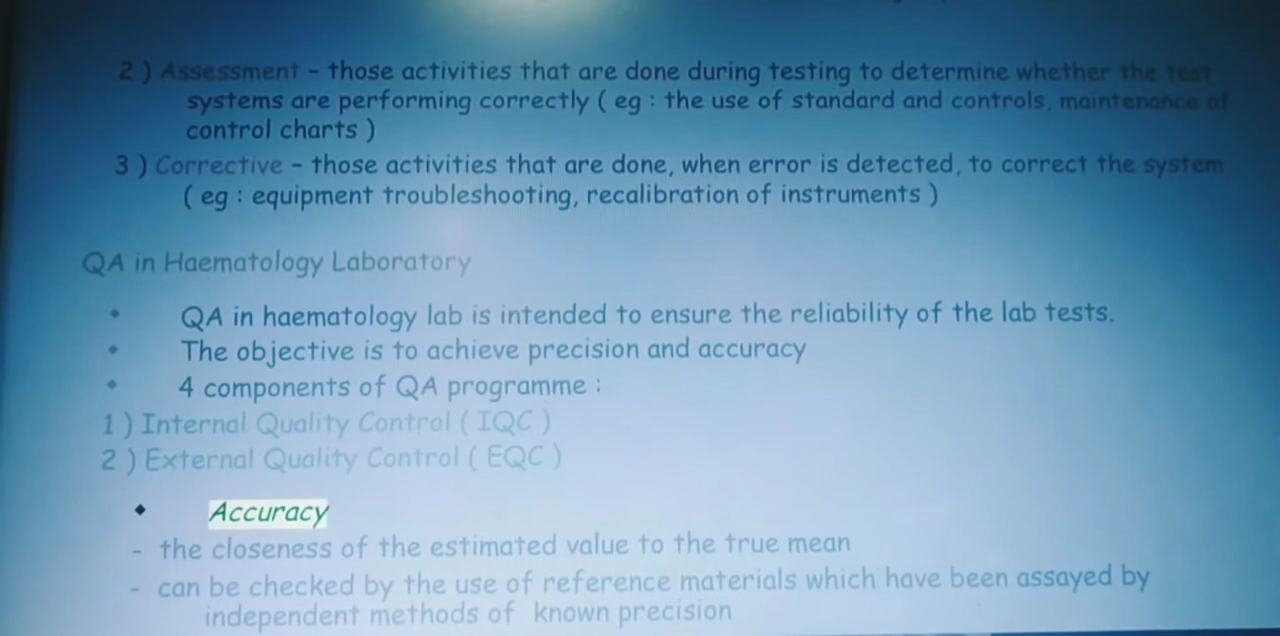 2 ) Assessment - those activities that are done during testing to determine whether the test
systems are performing correctly ( eg : the use of standard and controls, maintenance of
control charts )
3 ) Corrective - those activities that are done, when error is detected, to correct the system
( eg : equipment troubleshooting, recalibration of instruments )
QA in Haematology Laboratory
• QA in haematology lab is intended to ensure the reliability of the lab tests.
• The objective is to achieve precision and accuracy
• 4 components of QA programme :
1 ) Internal Quality Control ( IQC )
2 ) External Quality Control ( EQC )
◆ Accuracy
- the closeness of the estimated value to the true mean
- can be checked by the use of reference materials which have been assayed by
independent methods of known precision